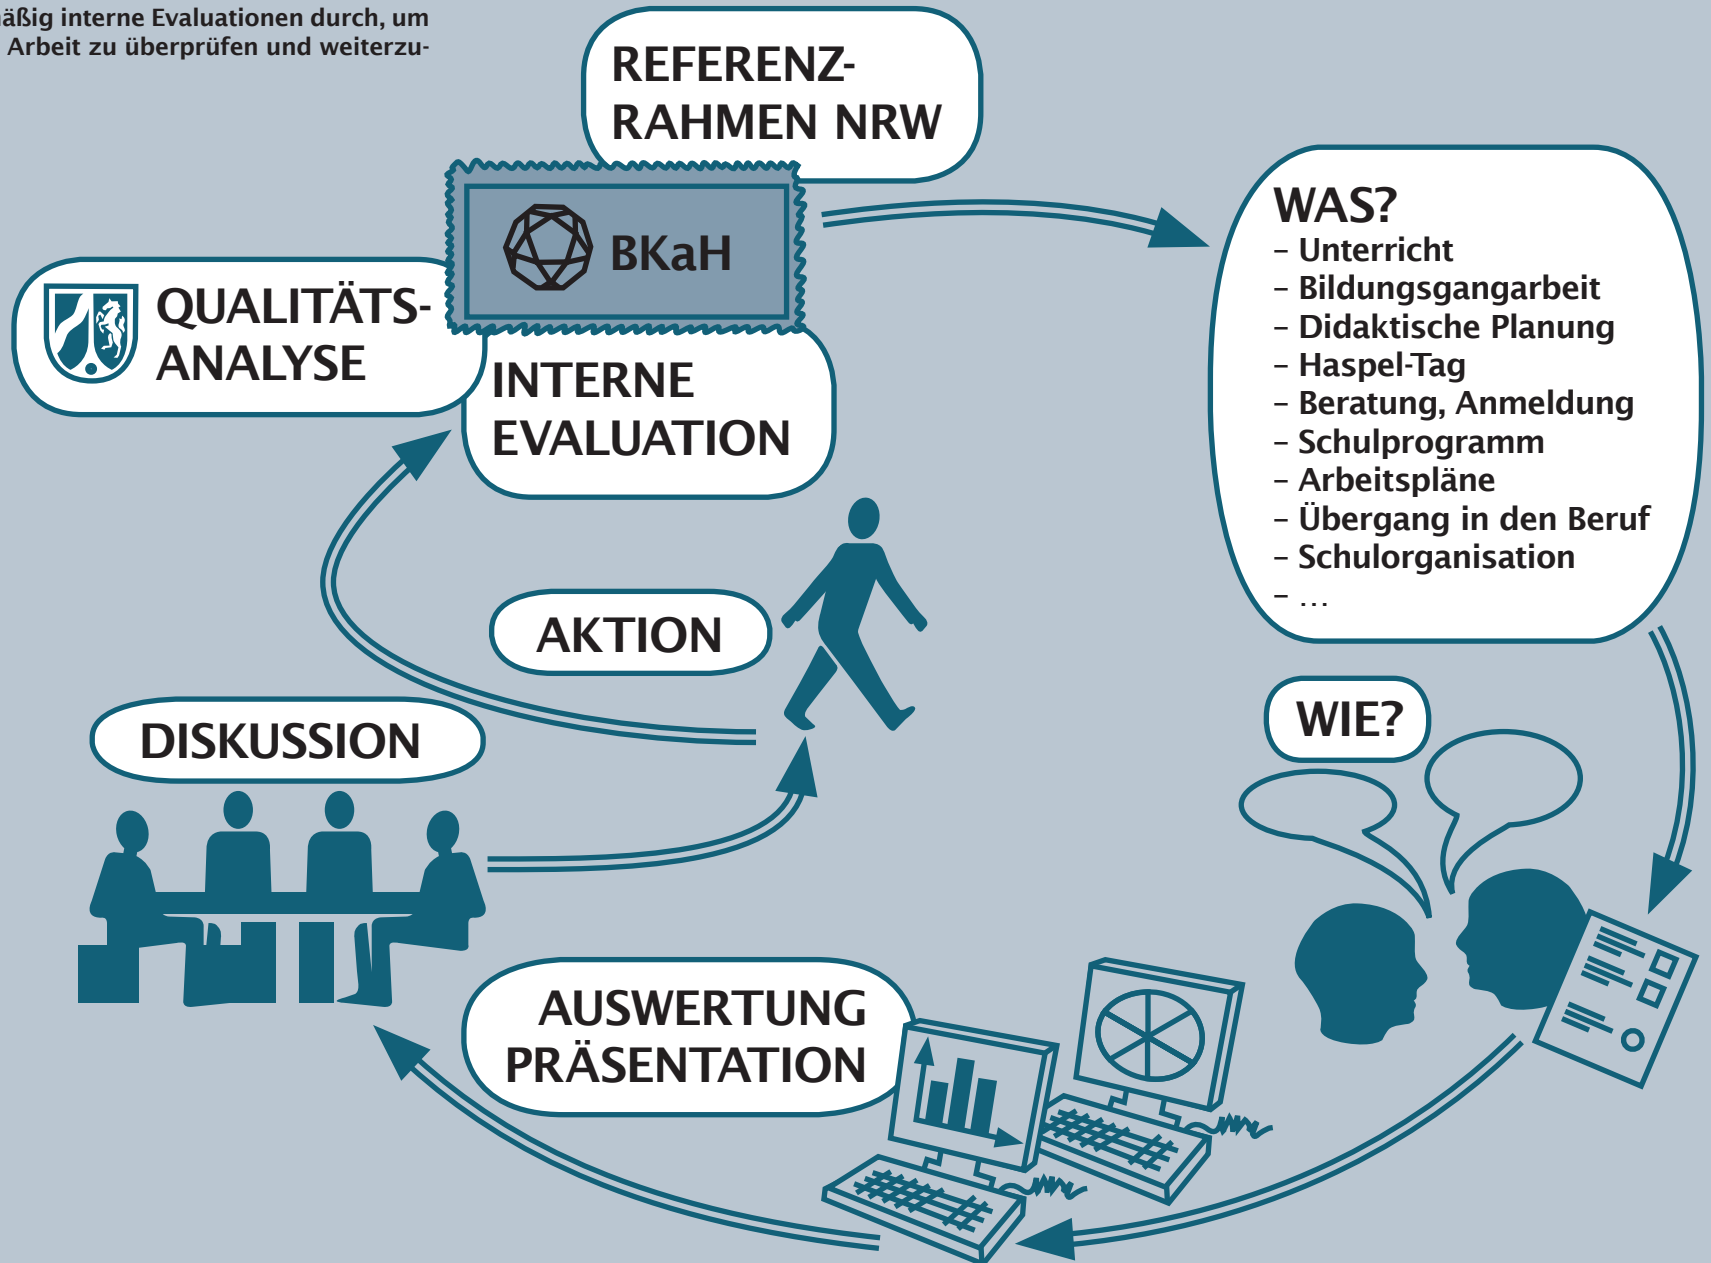 interne Evaluationen durch, um
Arbeit zu überprüfen und weiterzu-
REFERENZ-
RAHMEN NRW
BKaH
QUALITÄTS-
ANALYSE
INTERNE
EVALUATION
WAS?
– Unterricht
– Bildungsgangarbeit
– Didaktische Planung
– Haspel-Tag
– Beratung, Anmeldung
– Schulprogramm
– Arbeitspläne
– Übergang in den Beruf
– Schulorganisation
– …
AKTION
DISKUSSION
WIE?
AUSWERTUNG
PRÄSENTATION